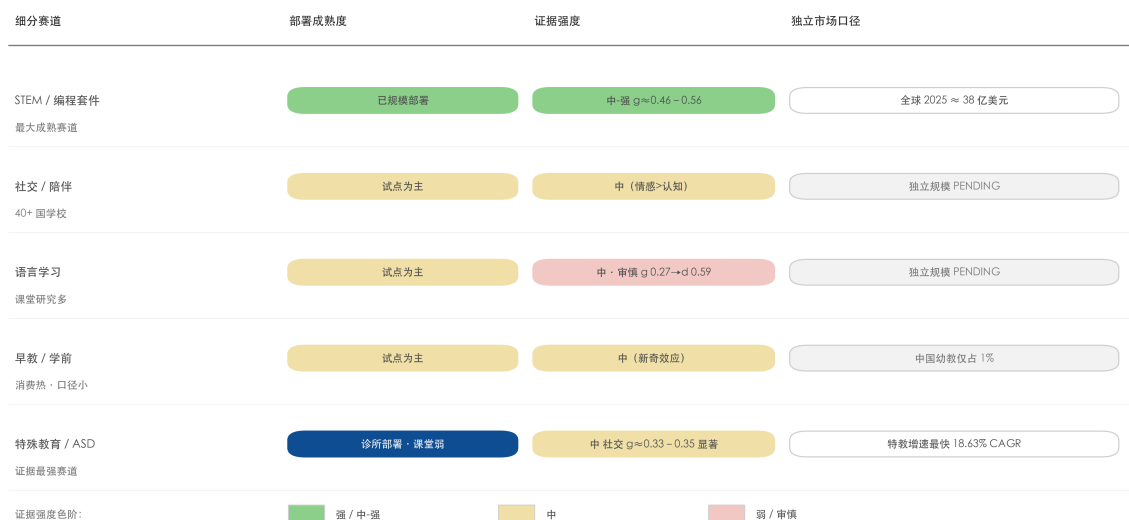 细分赛道 部署成熟度 证据强度 独立市场口径
STEM / 编程套件 已规模部署 中-强 g≈0.46 – 0.56 全球 2025 ≈ 38 亿美元
最大成熟赛道
社交 / 陪伴 试点为主 中（情感>认知） 独立规模 PENDING
40+ 国学校
语言学习 试点为主 中 · 审慎 g 0.27→d 0.59 独立规模 PENDING
课堂研究多
早教 / 学前 试点为主 中（新奇效应） 中国幼教仅占 1%
消费热 · 口径小
特殊教育 / ASD 诊所部署 · 课堂弱 中 社交 g≈0.33 – 0.35 显著 特教增速最快 18.63% CAGR
证据最强赛道
证据强度色阶: 强 / 中-强 中 弱 / 审慎